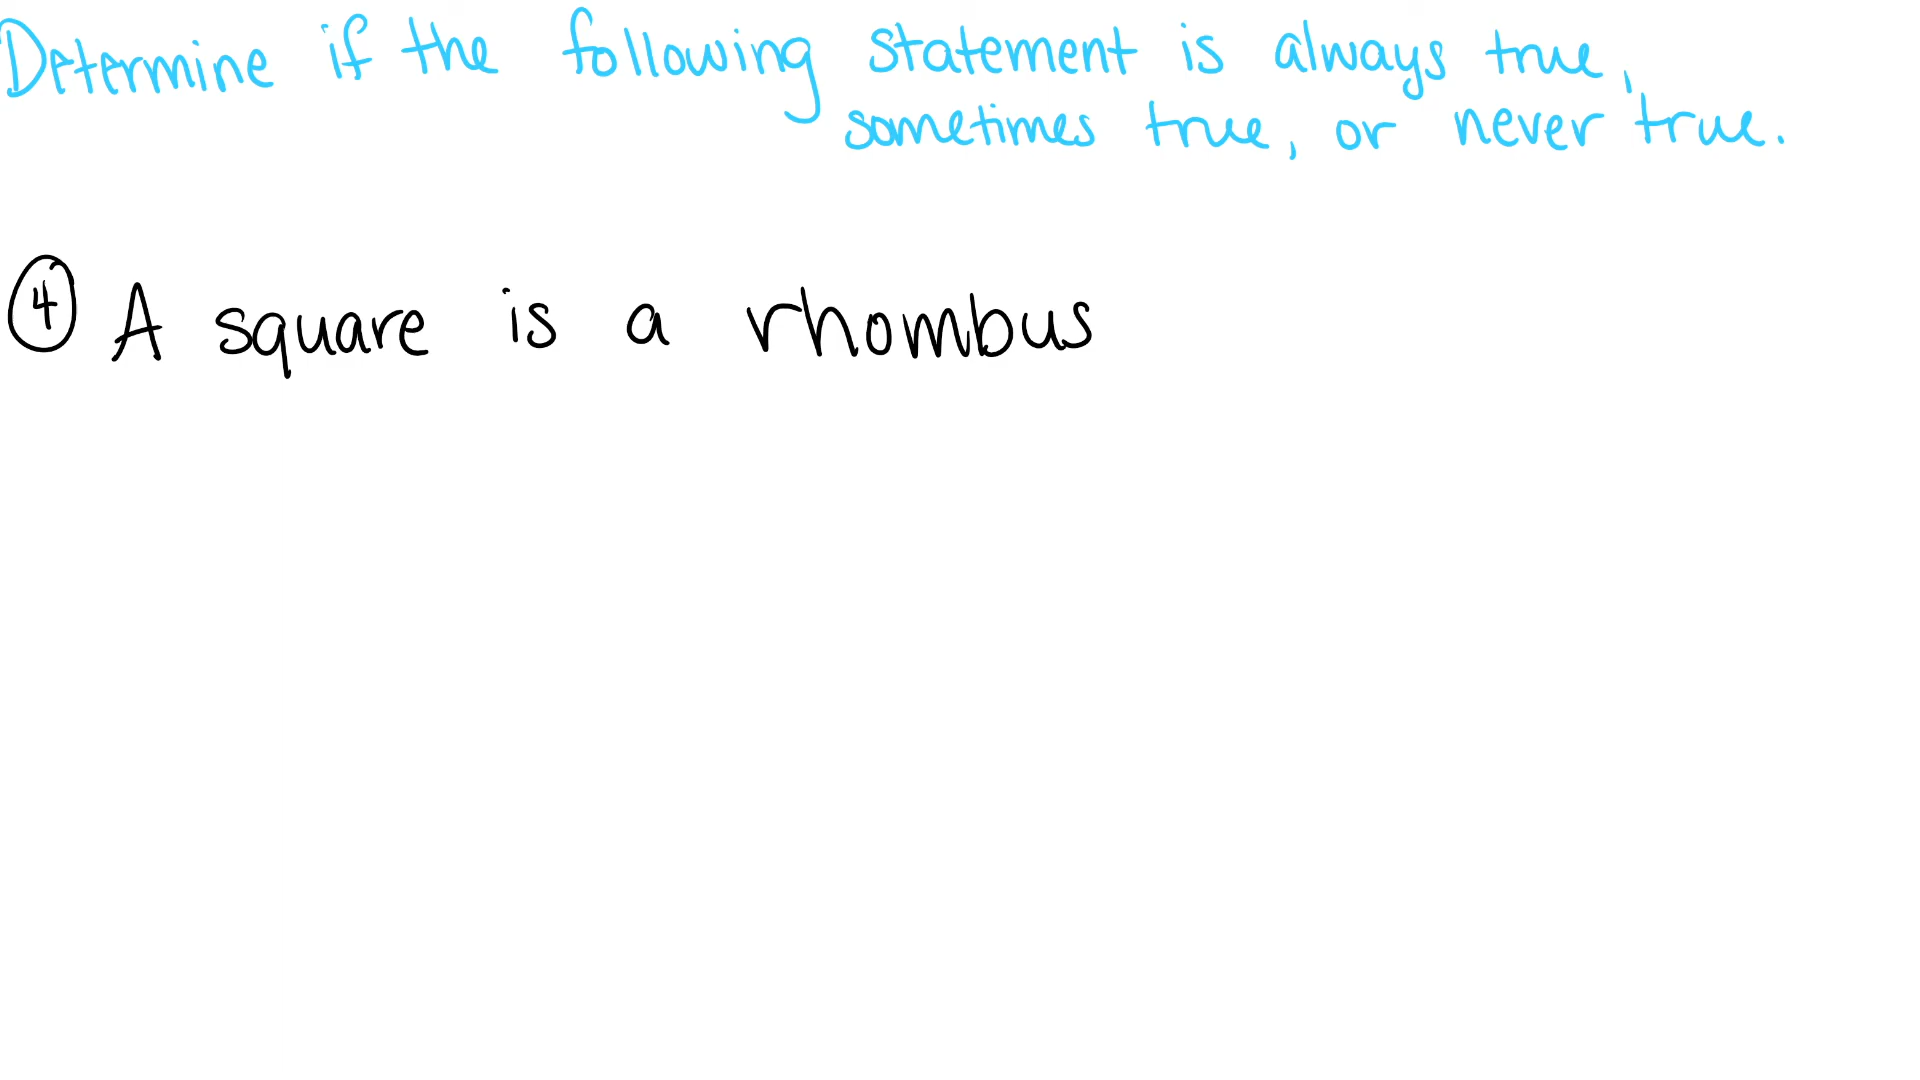 Determine if the following statement is always true,
sometimes true, or never true.
4 A square is a rhombus